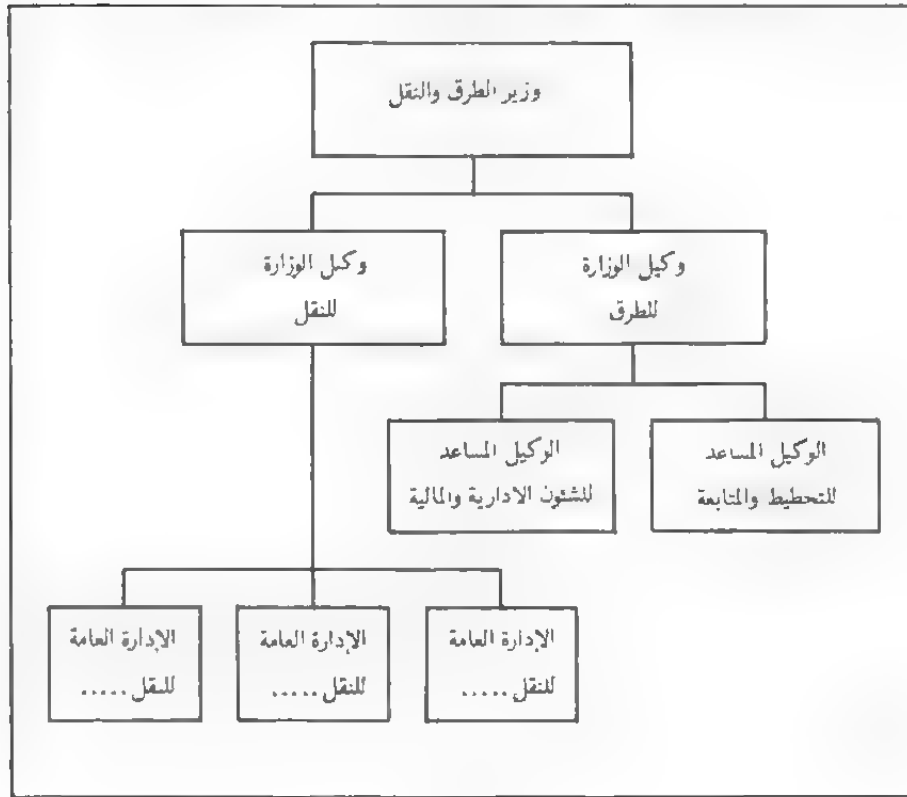 وزير الطرق والنقل
وكيل الوزارة
للطرق
وكيل الوزارة
للنقل
الوكيل المساعد
للتخطيط والمتابعة
الوكيل المساعد
للشئون الادارية والمالية
الإدارة العامة
للنقل .....
الإدارة العامة
للنقل .....
الإدارة العامة
للنقل .....